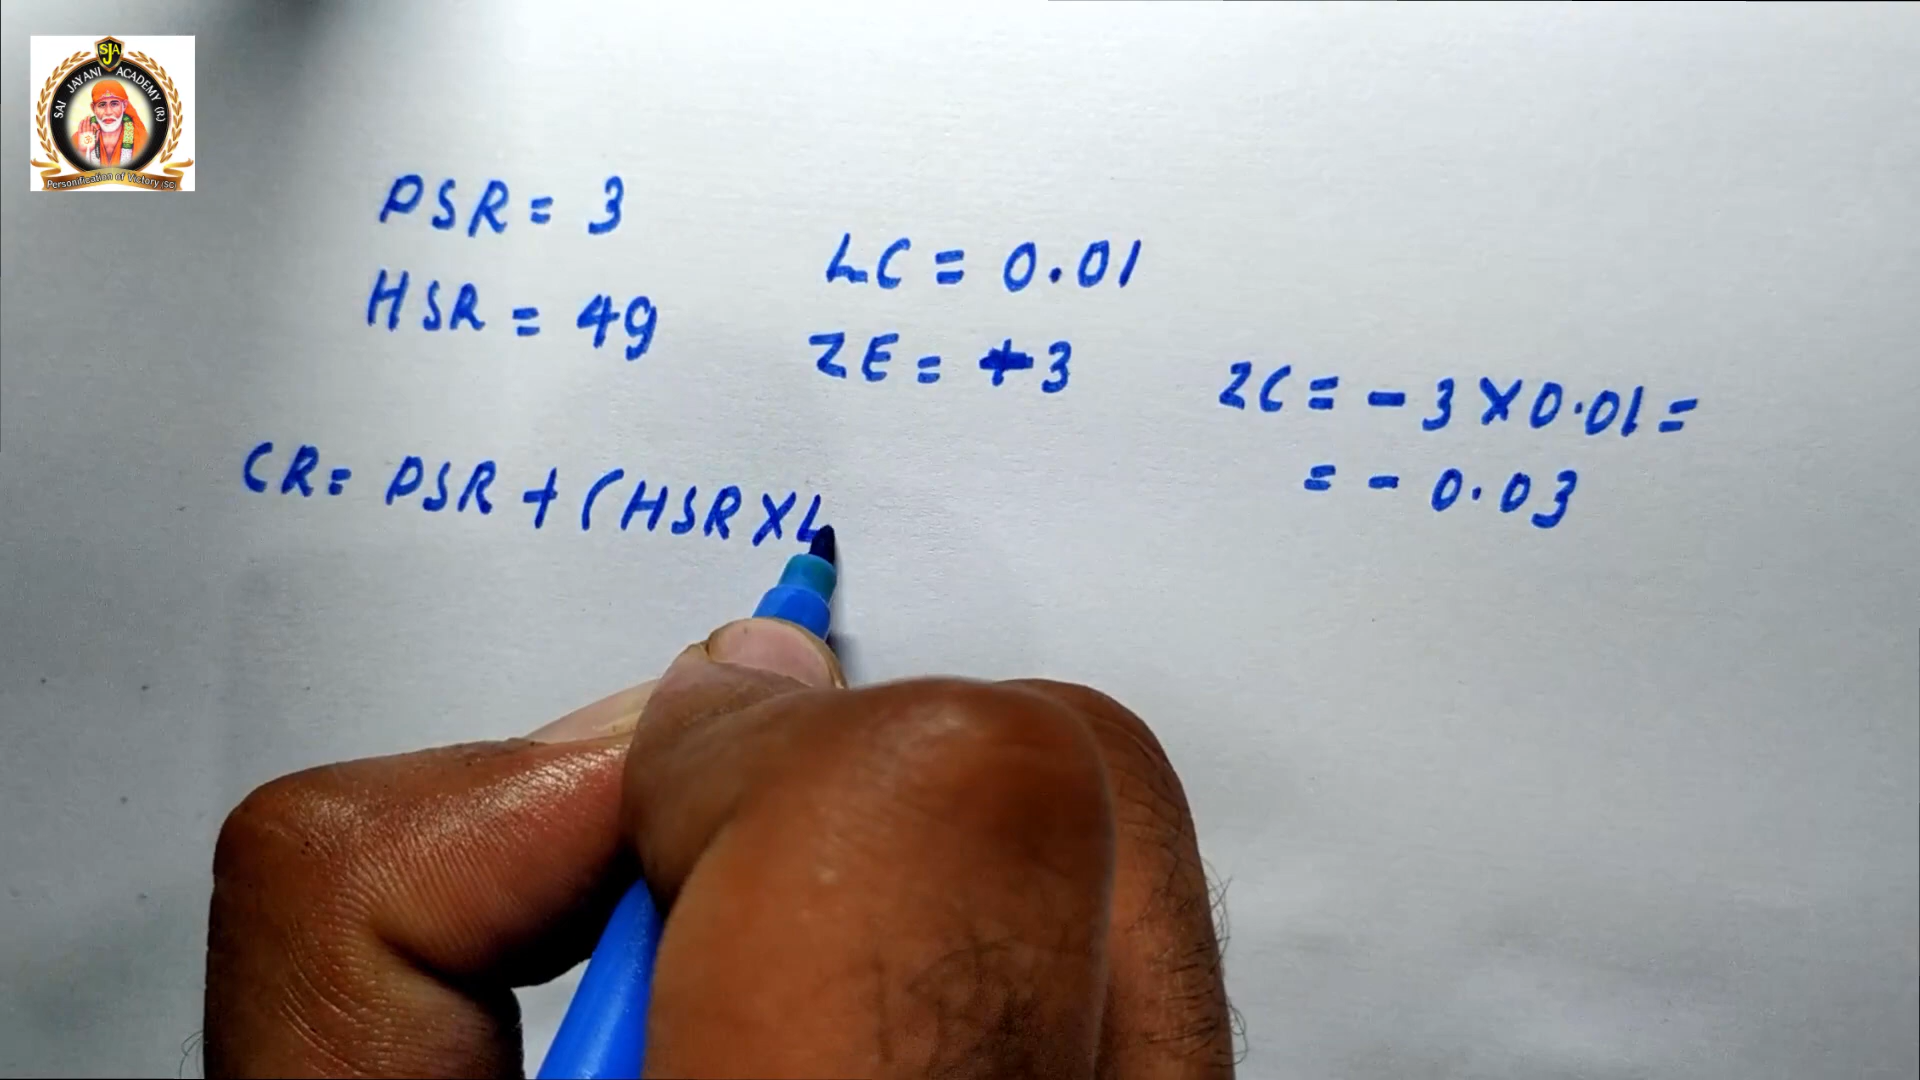 SJA
SAI JAYANI ACADEMY (R)
Personification of Victory (SC)
PSR = 3
HSR = 49
LC = 0.01
ZE = +3
ZC = - 3 X 0.01 =
= - 0.03
CR = PSR + (HSR X L